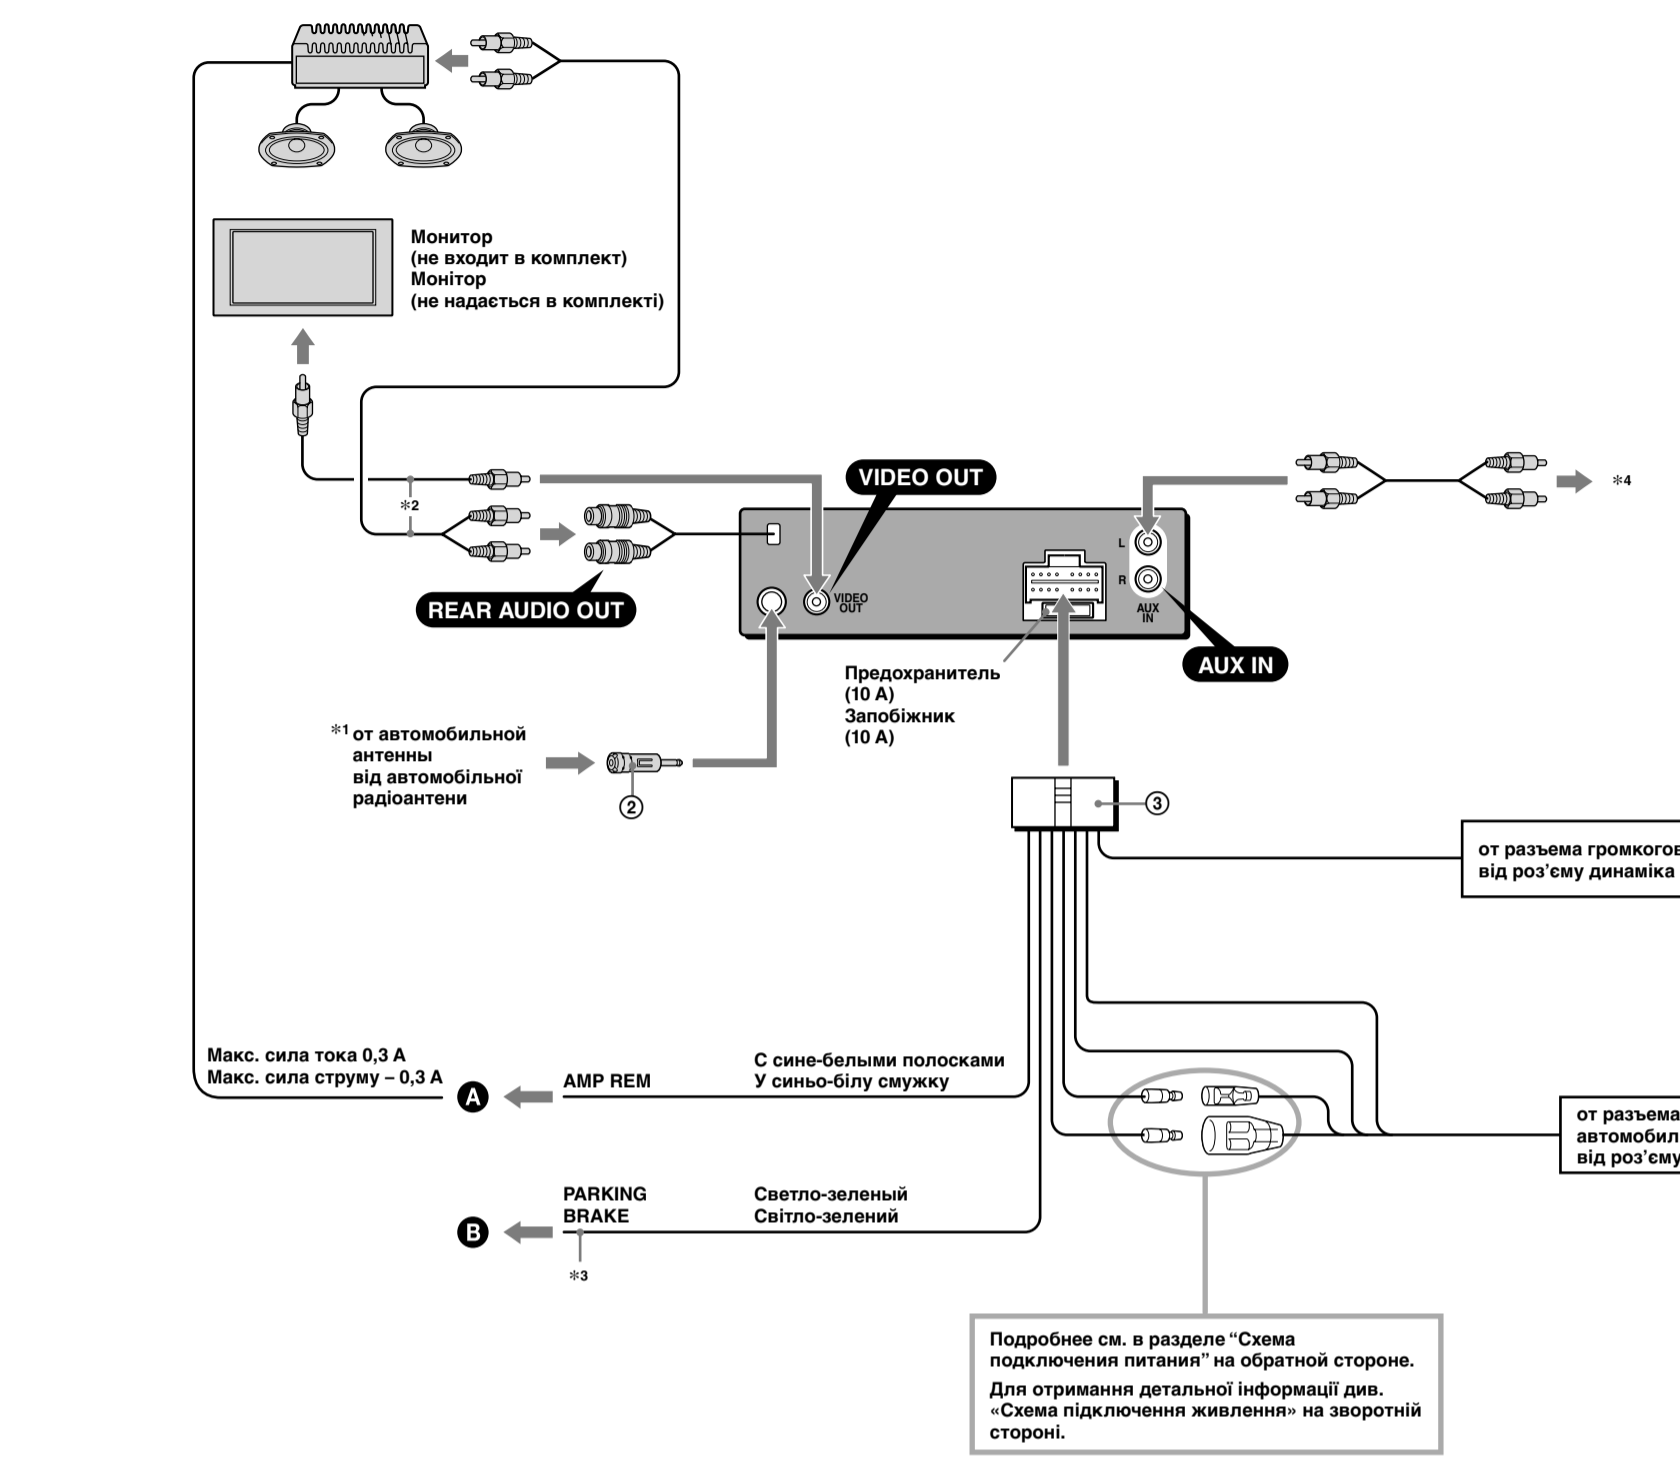 Монитор
(не входит в комплект)
Монітор
(не надається в комплекті)
*2
*4
VIDEO OUT
REAR AUDIO OUT
VIDEO
OUT
L
R
AUX
IN
AUX IN
Предохранитель
(10 A)
Запобіжник
(10 A)
*1 от автомобильной
антенны
від автомобільної
радіоантени
2
3
от разъема
від роз’єму динаміка
Макс. сила тока 0,3 А
Макс. сила струму – 0,3 А
A
AMP REM
С сине-белыми полосками
У синьо-білу смужку
от разъема
від роз’єму
PARKING
BRAKE
Светло-зеленый
Світло-зелений
B
*3
Подробнее см. в разделе “Схема
подключения питания” на обратной стороне.
Для отримання детальної інформації див.
«Схема підключення живлення» на зворотній
стороні.